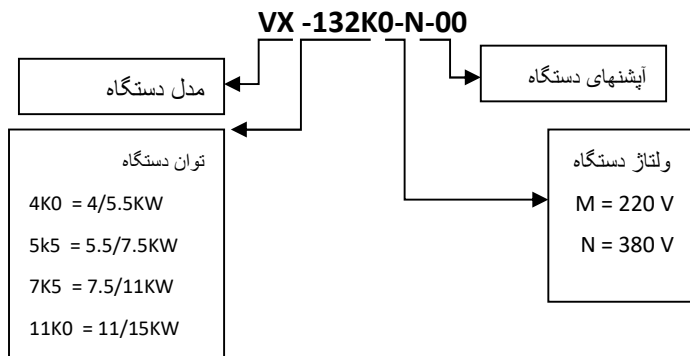 VX -132K0-N-00
مدل دستگاه
آپشنهای دستگاه
توان دستگاه
4K0 = 4/5.5KW
5k5 = 5.5/7.5KW
7K5 = 7.5/11KW
11K0 = 11/15KW
ولتاژ دستگاه
M = 220 V
N = 380 V